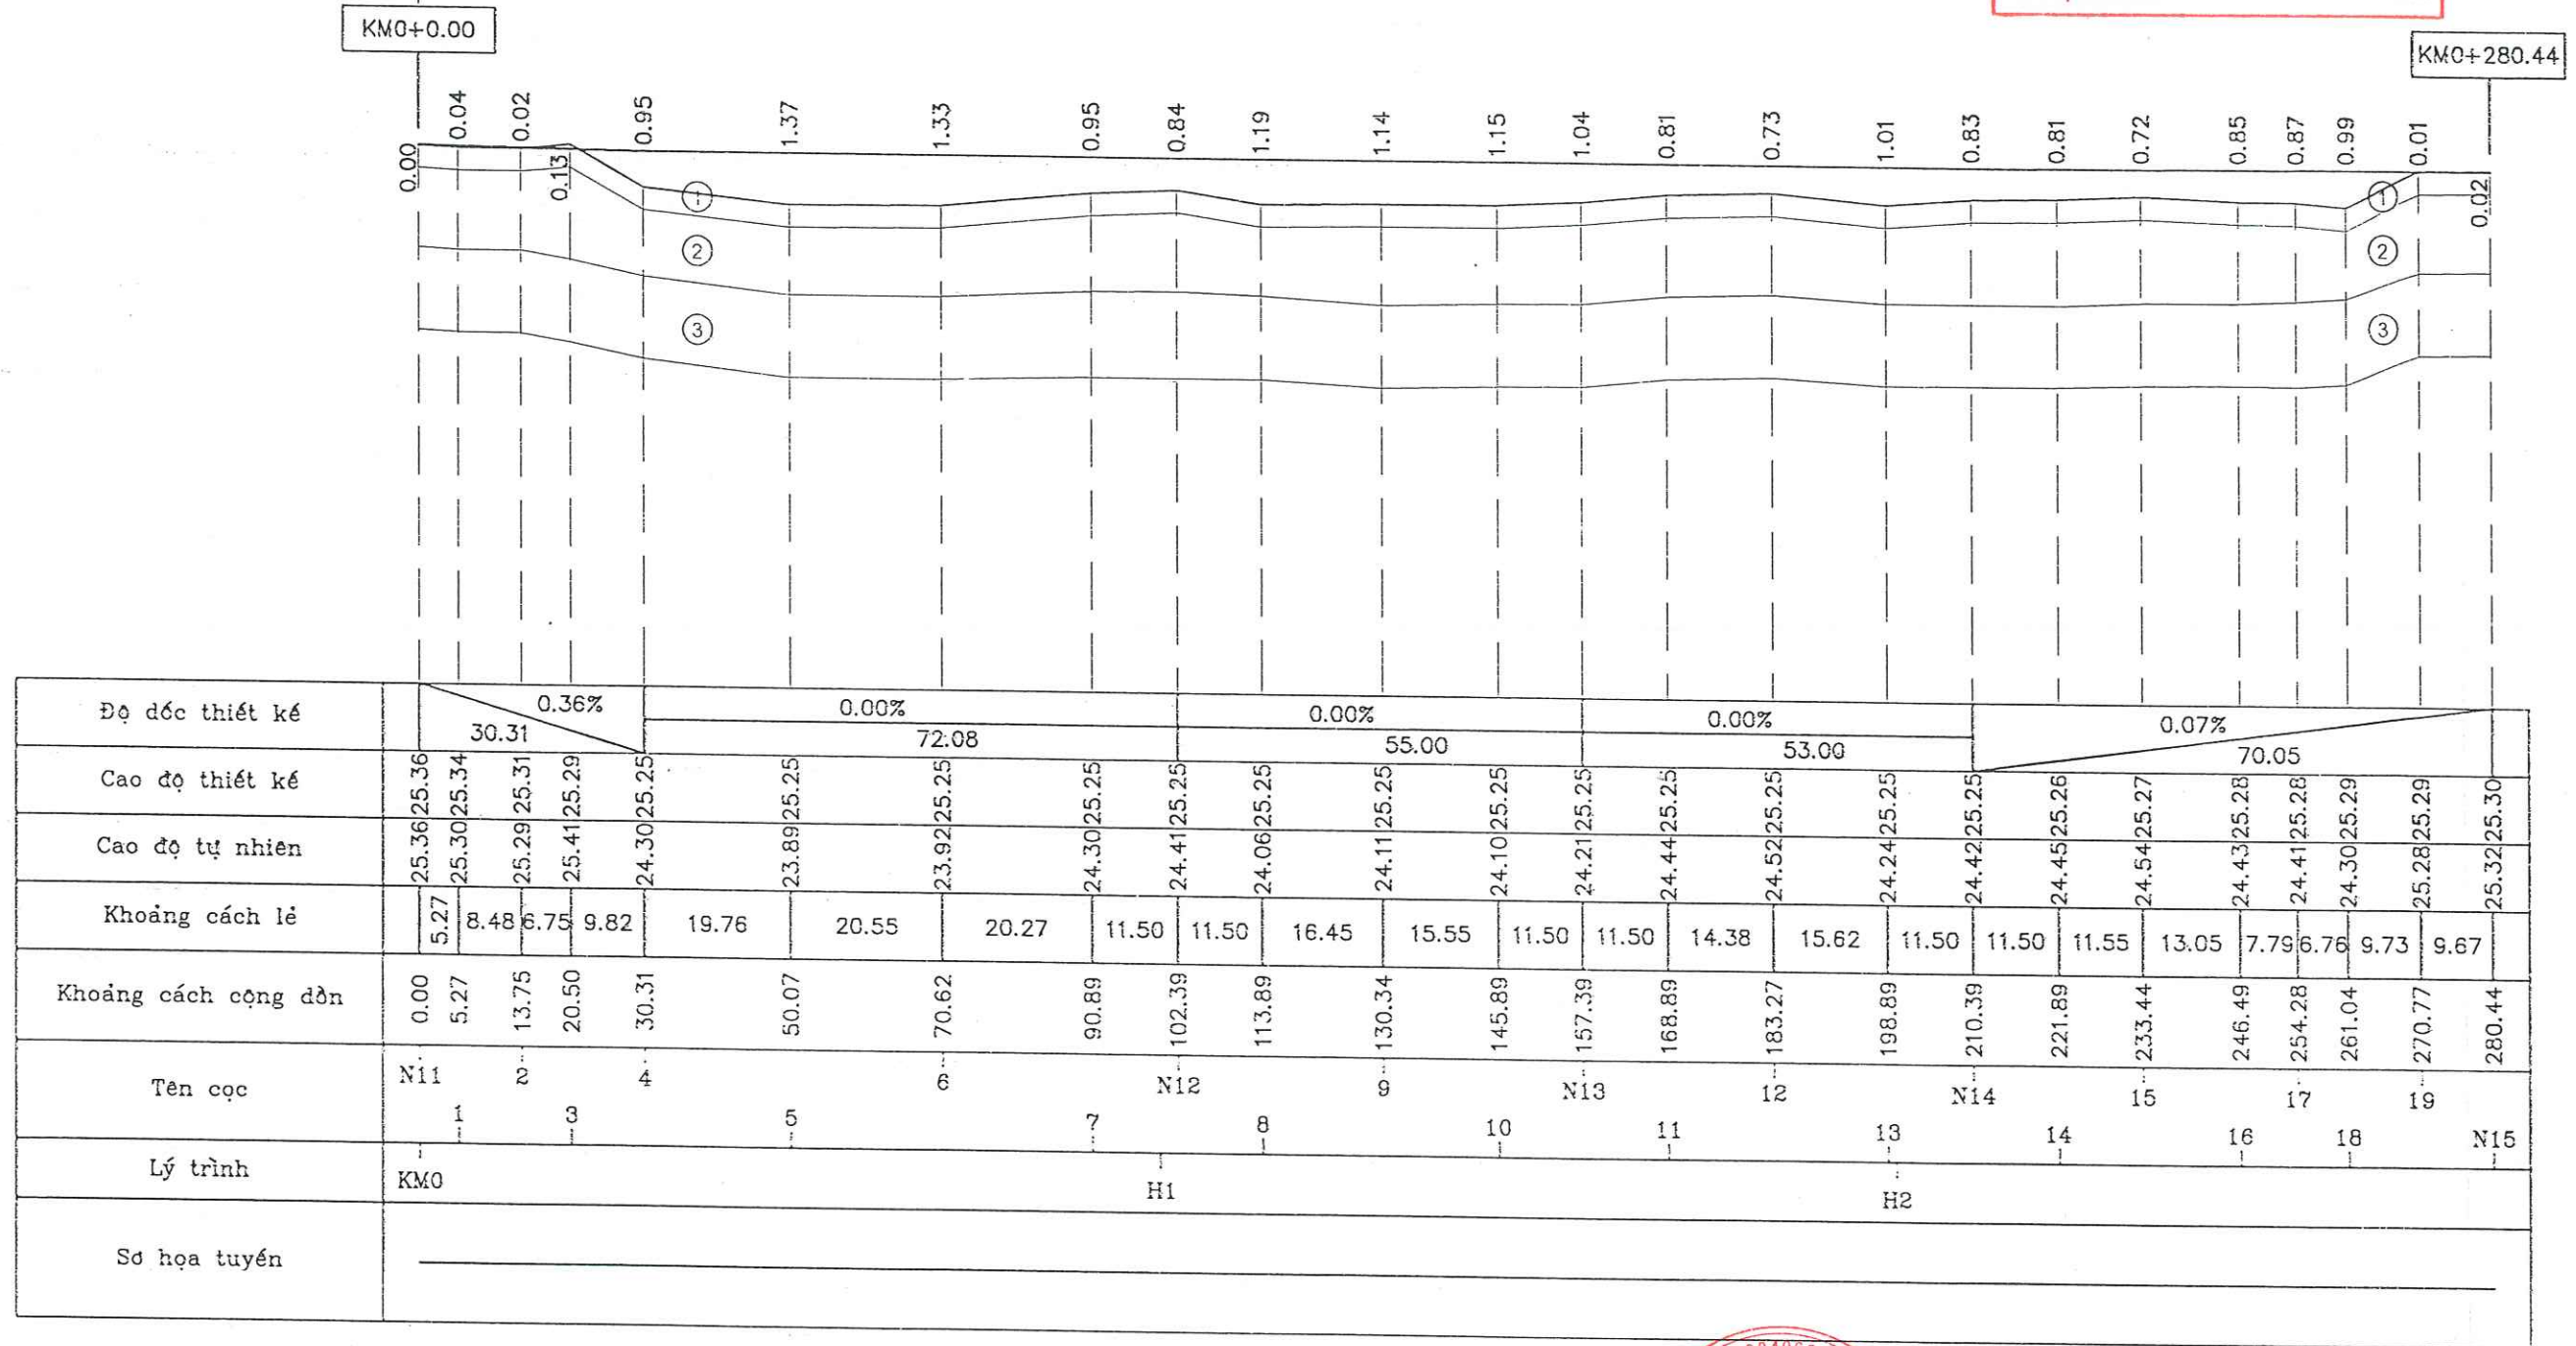 KM0+0.00
KM0+280.44
0.00 0.04 0.02 0.13 0.95 1.37 1.33 0.95 0.84 1.19 1.14 1.15 1.04 0.81 0.73 1.01 0.83 0.81 0.72 0.85 0.87 0.99 0.01 0.02
1 1
2 2
3 3
Độ dốc thiết kế
0.36% 0.00% 0.00% 0.00% 0.07%
30.31 72.08 55.00 53.00 70.05
Cao độ thiết kế
25.36 25.34 25.31 25.29 25.25 25.25 25.25 25.25 25.25 25.25 25.25 25.25 25.25 25.25 25.25 25.25 25.25 25.26 25.27 25.28 25.28 25.29 25.29 25.30
Cao độ tự nhiên
25.36 25.30 25.29 25.41 24.30 23.89 23.92 24.30 24.41 24.06 24.11 24.10 24.21 24.44 24.52 24.24 24.42 24.45 24.54 24.43 24.41 24.30 25.28 25.32
Khoảng cách lẻ
5.27 8.48 6.75 9.82 19.76 20.55 20.27 11.50 11.50 16.45 15.55 11.50 11.50 14.38 15.62 11.50 11.50 11.55 13.05 7.79 6.76 9.73 9.67
Khoảng cách cộng dồn
0.00 5.27 13.75 20.50 30.31 50.07 70.62 90.89 102.39 113.89 130.34 145.89 157.39 168.89 183.27 198.89 210.39 221.89 233.44 246.49 254.28 261.04 270.77 280.44
Tên cọc
N11 1 2 3 4 5 6 7 N12 8 9 10 N13 11 12 13 N14 14 15 16 17 18 19 N15
Lý trình
KM0 H1 H2
Sơ họa tuyến